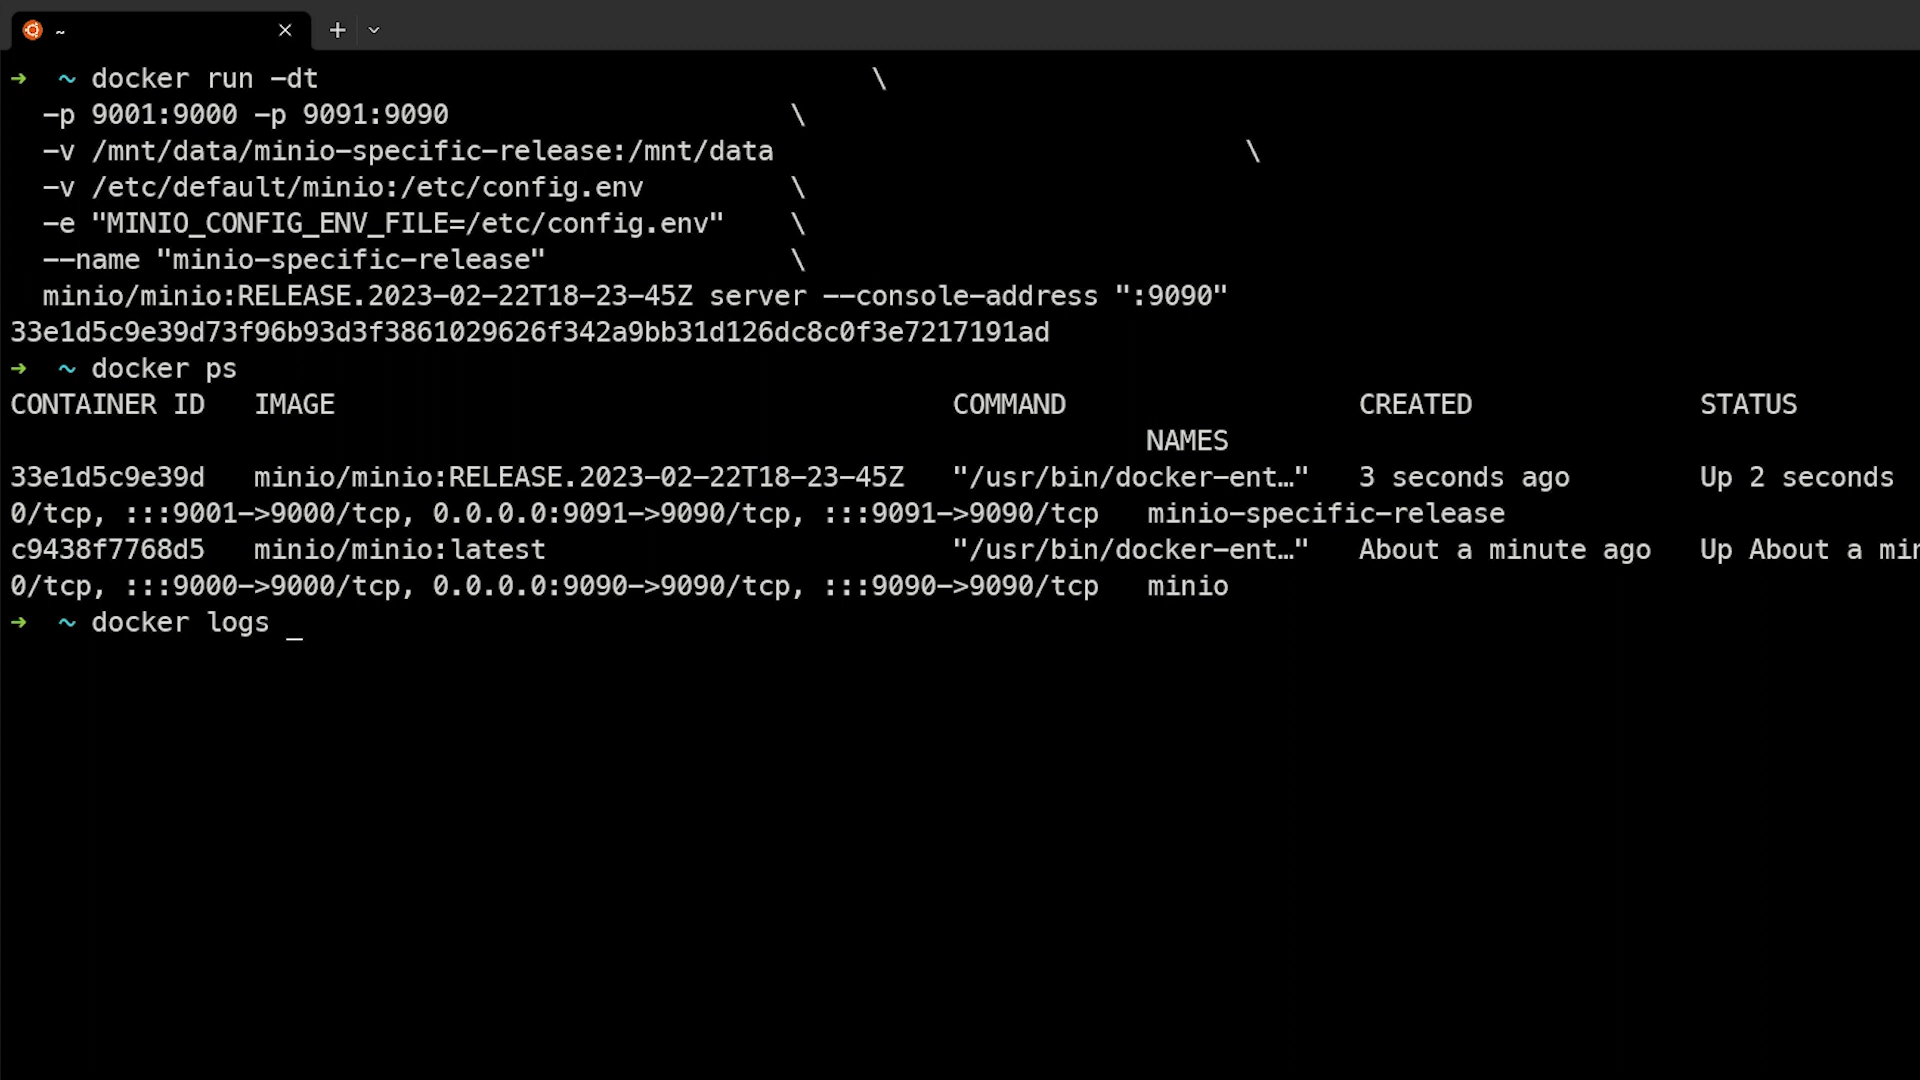 ~
➜  ~ docker run -dt                                  \
  -p 9001:9000 -p 9091:9090                     \
  -v /mnt/data/minio-specific-release:/mnt/data                             \
  -v /etc/default/minio:/etc/config.env         \
  -e "MINIO_CONFIG_ENV_FILE=/etc/config.env"    \
  --name "minio-specific-release"               \
  minio/minio:RELEASE.2023-02-22T18-23-45Z server --console-address ":9090"
33e1d5c9e39d73f96b93d3f3861029626f342a9bb31d126dc8c0f3e7217191ad
➜  ~ docker ps
CONTAINER ID   IMAGE                                      COMMAND                  CREATED              STATUS
                                                                      NAMES
33e1d5c9e39d   minio/minio:RELEASE.2023-02-22T18-23-45Z   "/usr/bin/docker-ent…"   3 seconds ago        Up 2 seconds
0/tcp, :::9001->9000/tcp, 0.0.0.0:9091->9090/tcp, :::9091->9090/tcp   minio-specific-release
c9438f7768d5   minio/minio:latest                         "/usr/bin/docker-ent…"   About a minute ago   Up About a min
0/tcp, :::9000->9000/tcp, 0.0.0.0:9090->9090/tcp, :::9090->9090/tcp   minio
➜  ~ docker logs _